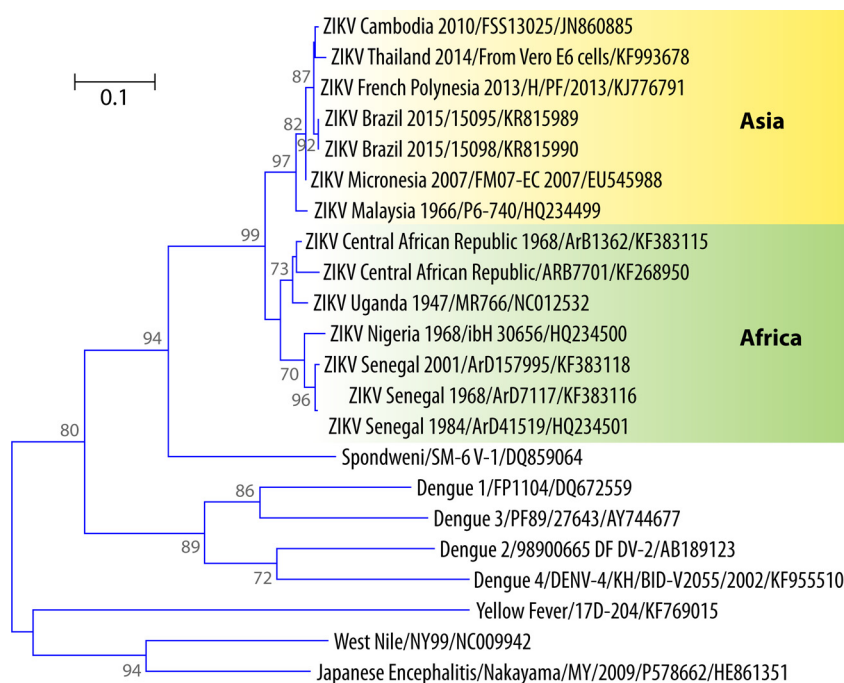 ZIKV Cambodia 2010/FSS13025/JN860885
ZIKV Thailand 2014/From Vero E6 cells/KF993678
87
ZIKV French Polynesia 2013/H/PF/2013/KJ776791
0.1
82
ZIKV Brazil 2015/15095/KR815989
Asia
92
ZIKV Brazil 2015/15098/KR815990
97
ZIKV Micronesia 2007/FM07-EC 2007/EU545988
ZIKV Malaysia 1966/P6-740/HQ234499
99
ZIKV Central African Republic 1968/ArB1362/KF383115
73
ZIKV Central African Republic/ARB7701/KF268950
ZIKV Uganda 1947/MR766/NC012532
94
ZIKV Nigeria 1968/ibH 30656/HQ234500
Africa
ZIKV Senegal 2001/ArD157995/KF383118
70
ZIKV Senegal 1968/ArD7117/KF383116
96
ZIKV Senegal 1984/ArD41519/HQ234501
80
Spondweni/SM-6 V-1/DQ859064
86
Dengue 1/FP1104/DQ672559
Dengue 3/PF89/27643/AY744677
89
Dengue 2/98900665 DF DV-2/AB189123
72
Dengue 4/DENV-4/KH/BID-V2055/2002/KF955510
Yellow Fever/17D-204/KF769015
West Nile/NY99/NC009942
94
Japanese Encephalitis/Nakayama/MY/2009/P578662/HE861351